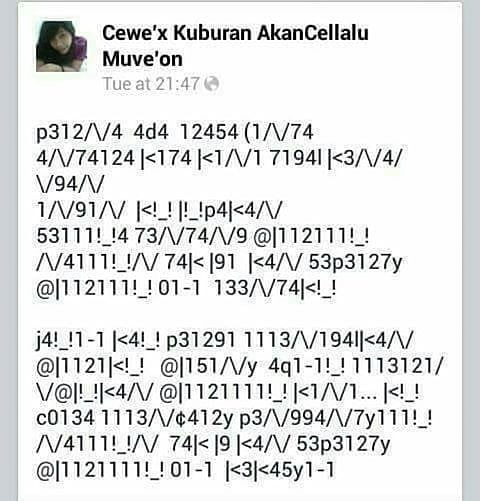 Cewe'x Kuburan AkanCellalu
Muve'on
Tue at 21:47
p312/\/4 4d4 12454 (1/\/74
4/\/74124 |<174 |<1/\/1 7194l |<3/\/4/
\/94/\/
1/\/91/\/ |<!_! |!_!p4|<4/\/
53111!_!4 73/\/74/\/9 @|112111!_!
/\/4111!_!/\/ 74|< |91 |<4/\/ 53p3127y
@|112111!_! 01-1 133/\/74|<!_!
j4!_!1-1 |<4!_! p31291 1113/\/194l|<4/\/
@|1121|<!_! @|151/\/y 4q1-1!_! 1113121/
\/@|!_!|<4/\/ @|1121111!_! |<1/\/1... |<!_!
c0134 1113/\/¢412y p3/\/994/\/7y111!_!
/\/4111!_!/\/ 74|< |9 |<4/\/ 53p3127y
@|1121111!_! 01-1 |<3|<45y1-1